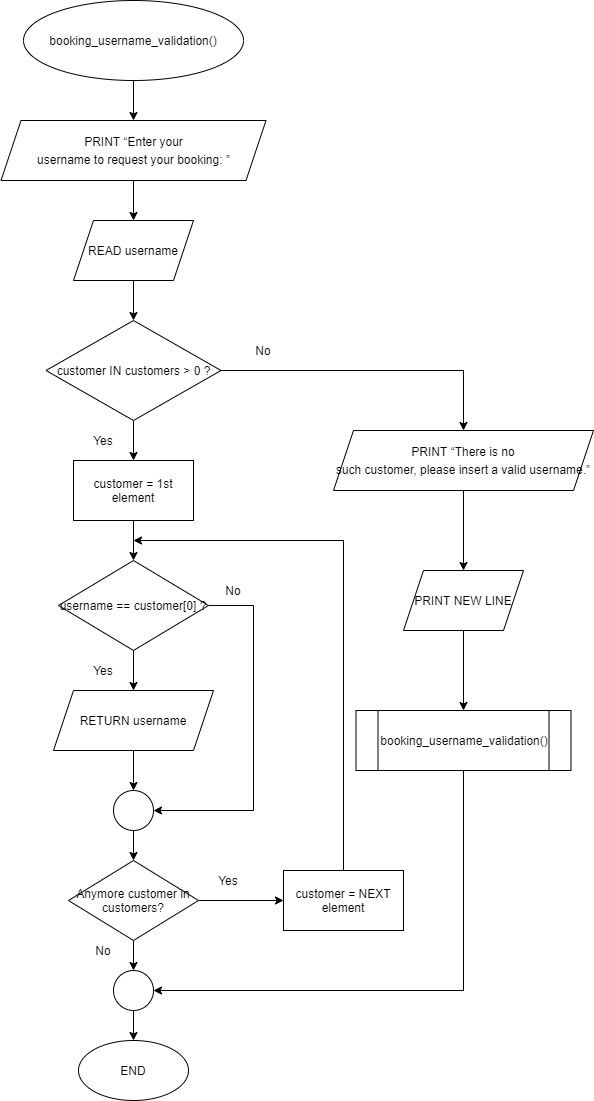 booking_username_validation()
PRINT “Enter your
username to request your booking: ”
READ username
customer IN customers > 0 ?
No
Yes
customer = 1st
element
PRINT “There is no
such customer, please insert a valid username.”
username == customer[0] ?
No
PRINT NEW LINE
Yes
RETURN username
booking_username_validation()
Anymore customer in
customers?
Yes
customer = NEXT
element
No
END